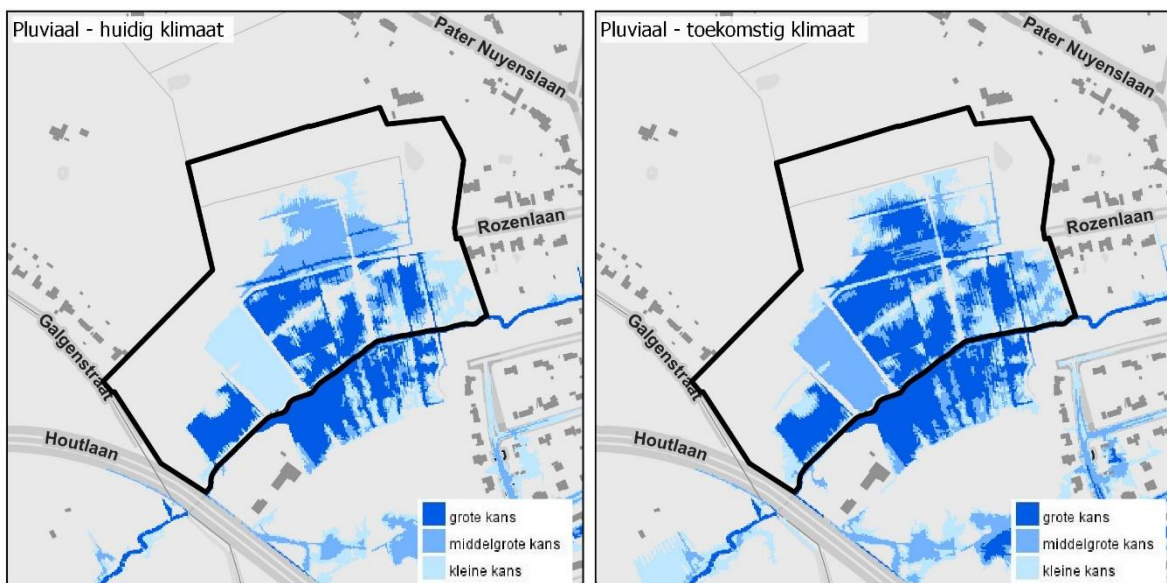 Pluviaal - huidig klimaat
Pater Nuyenslaan
Rozenlaan
Galgenstraat
Houtlaan
grote kans
middelgrote kans
kleine kans
Pluviaal - toekomstig klimaat
Pater Nuyenslaan
Rozenlaan
Galgenstraat
Houtlaan
grote kans
middelgrote kans
kleine kans